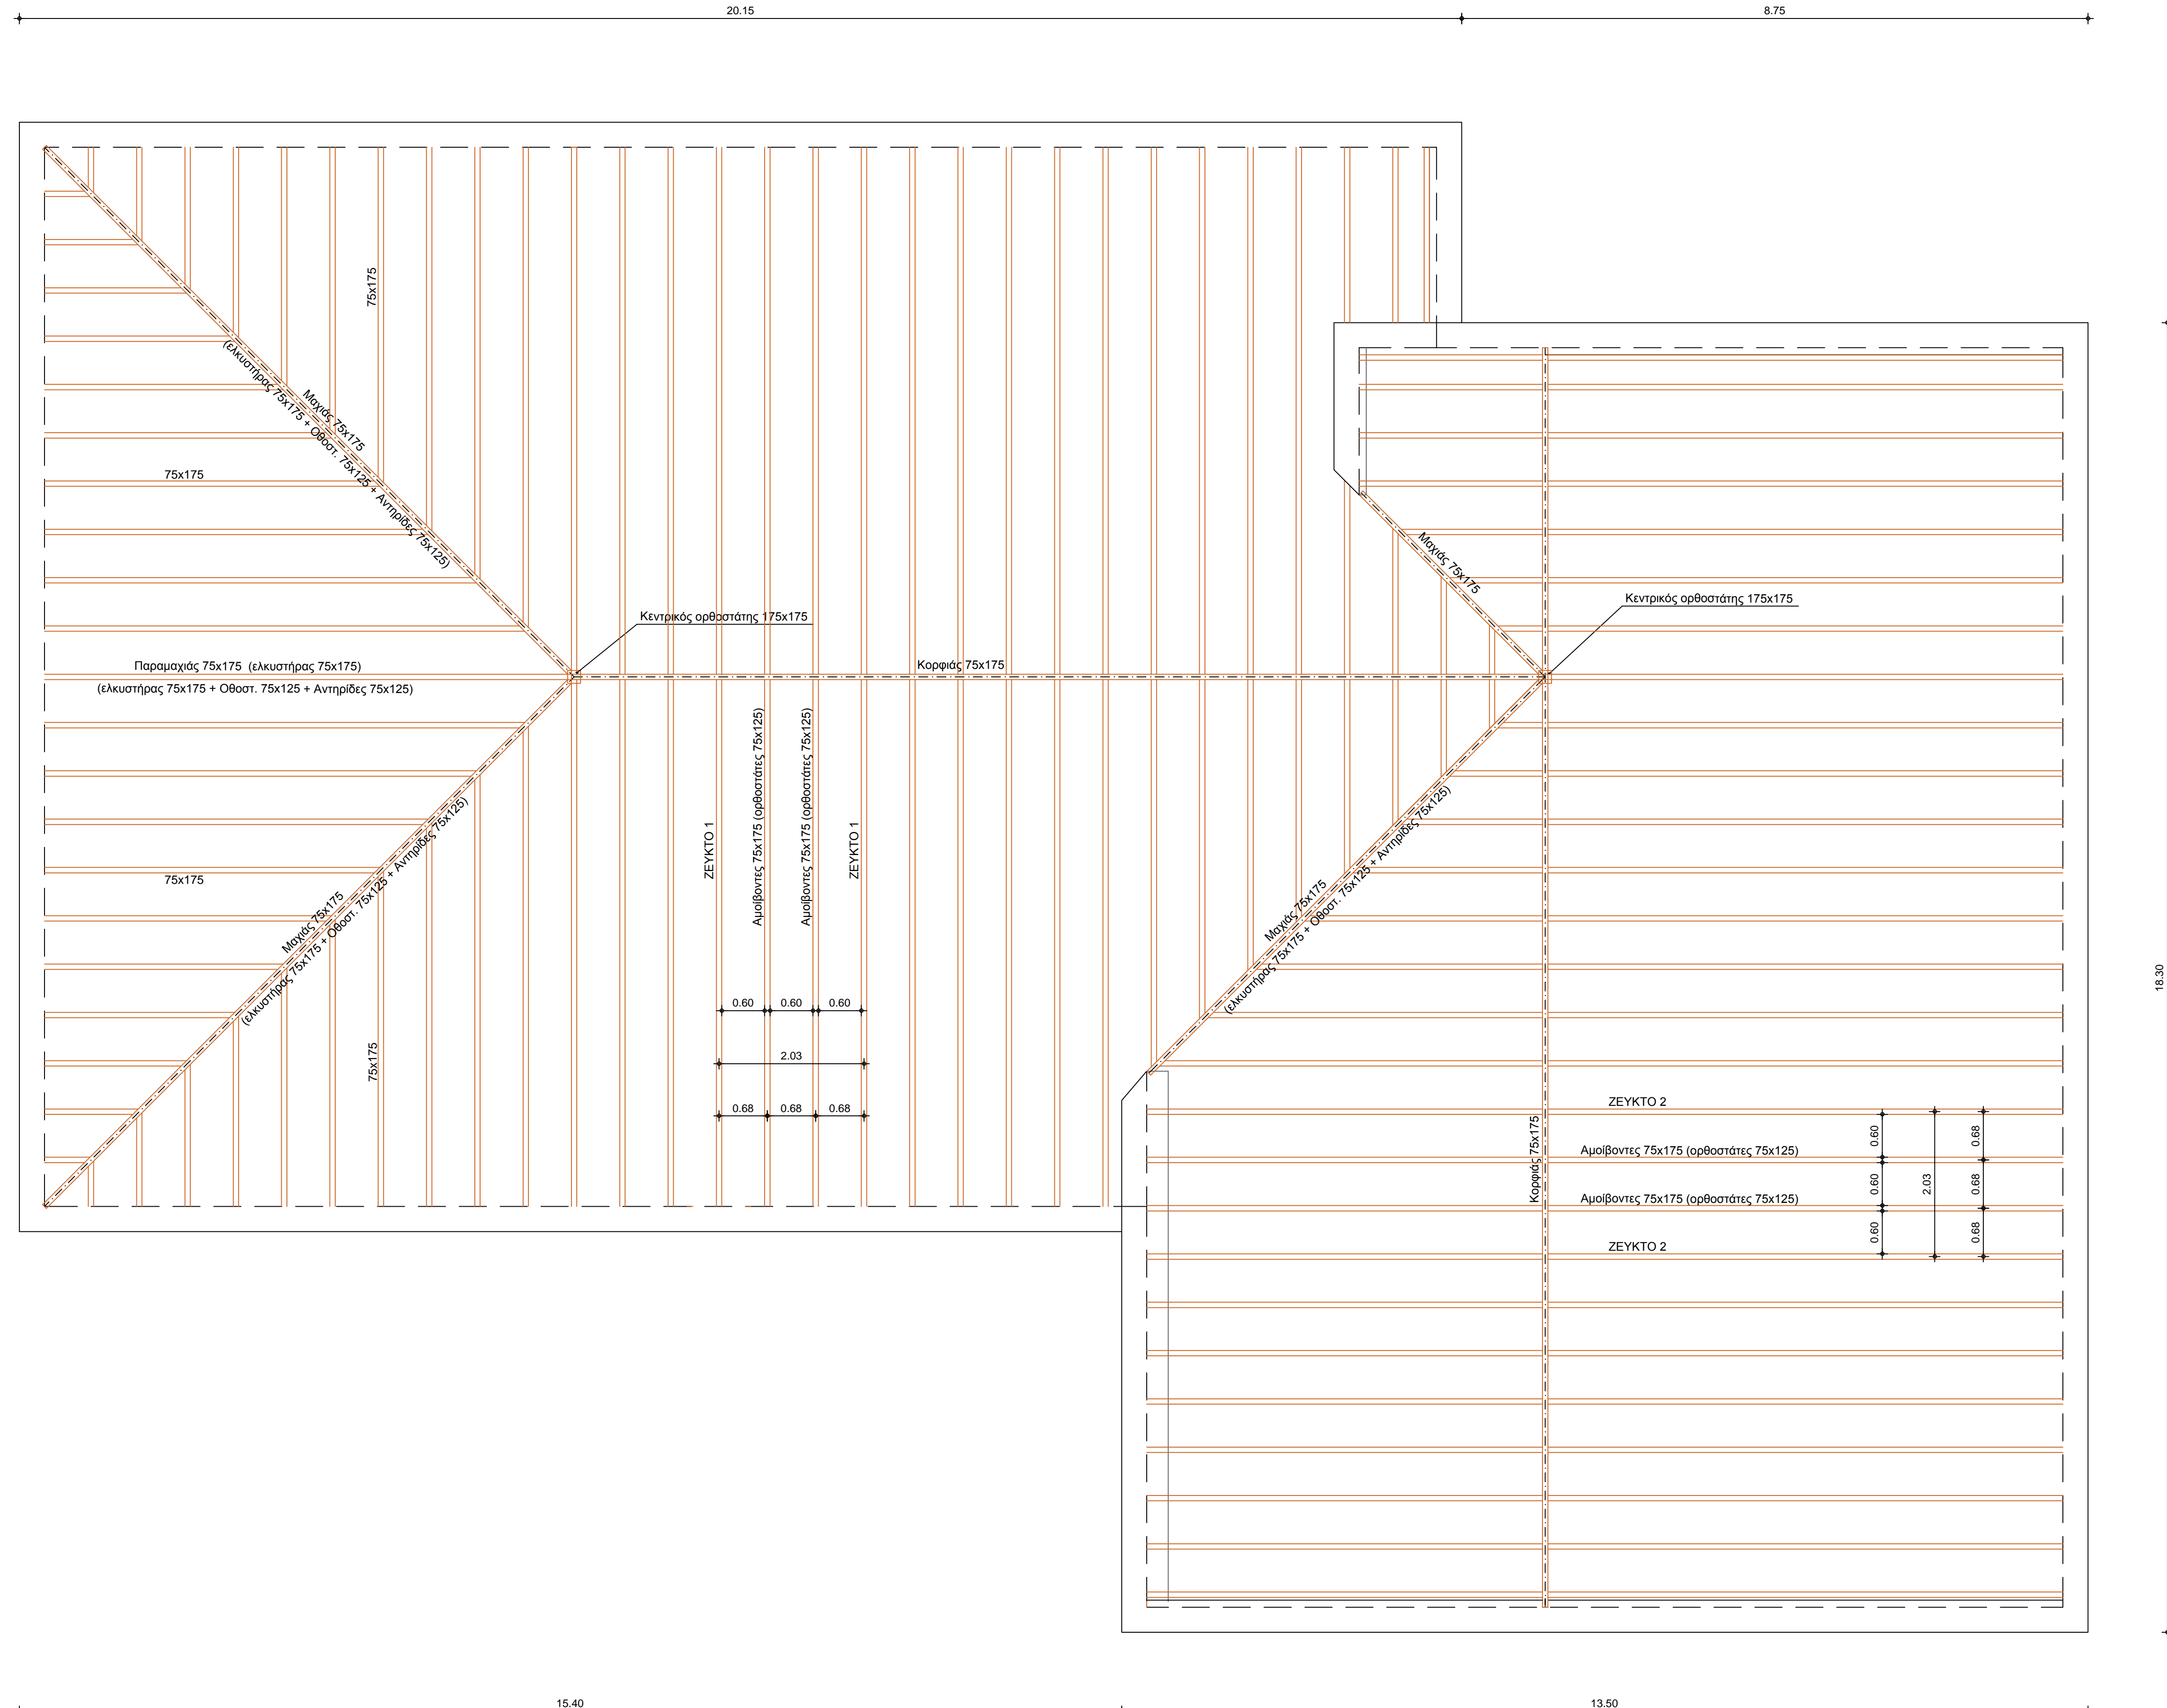 20.15
8.75
75x175
Μαχιάς 75x175
(ελκυστήρας 75x175 + Οθοστ. 75x125 + Αντηρίδες 75x125)
75x175
Μαχιάς 75x175
Κεντρικός ορθοστάτης 175x175
Κεντρικός ορθοστάτης 175x175
Παραμαχιάς 75x175 (ελκυστήρας 75x175)
(ελκυστήρας 75x175 + Οθοστ. 75x125 + Αντηρίδες 75x125)
Κορφιάς 75x175
ΖΕΥΚΤΟ 1
Αμοίβοντες 75x175 (ορθοστάτες 75x125)
Αμοίβοντες 75x175 (ορθοστάτες 75x125)
ΖΕΥΚΤΟ 1
75x175
Μαχιάς 75x175
(ελκυστήρας 75x175 + Οθοστ. 75x125 + Αντηρίδες 75x125)
75x175
Μαχιάς 75x175
(ελκυστήρας 75x175 + Οθοστ. 75x125 + Αντηρίδες 75x125)
18.30
0.60
0.60
0.60
2.03
0.68
0.68
0.68
Κορφιάς 75x175
ΖΕΥΚΤΟ 2
Αμοίβοντες 75x175 (ορθοστάτες 75x125)
Αμοίβοντες 75x175 (ορθοστάτες 75x125)
ΖΕΥΚΤΟ 2
0.60
0.60
0.60
2.03
0.68
0.68
0.68
15.40
13.50